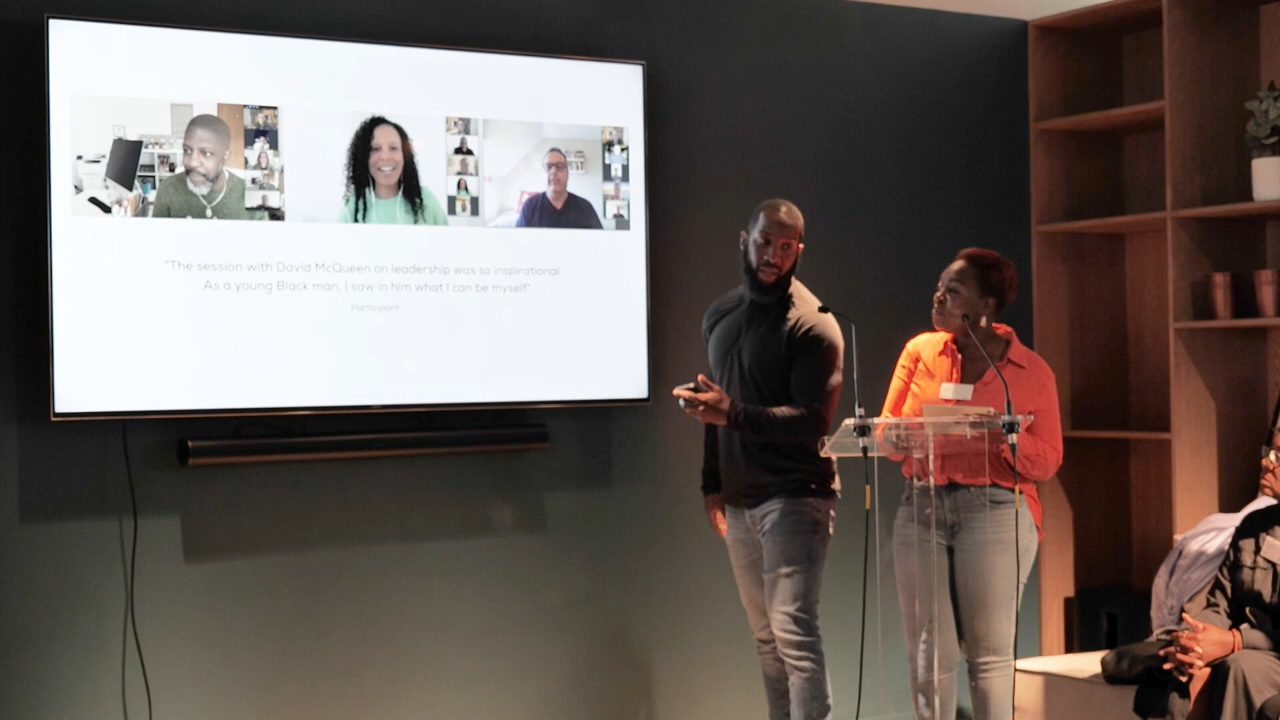 "The session with David McQueen on leadership was so inspirational.
As a young Black man, I saw in him what I can be myself"
Participant